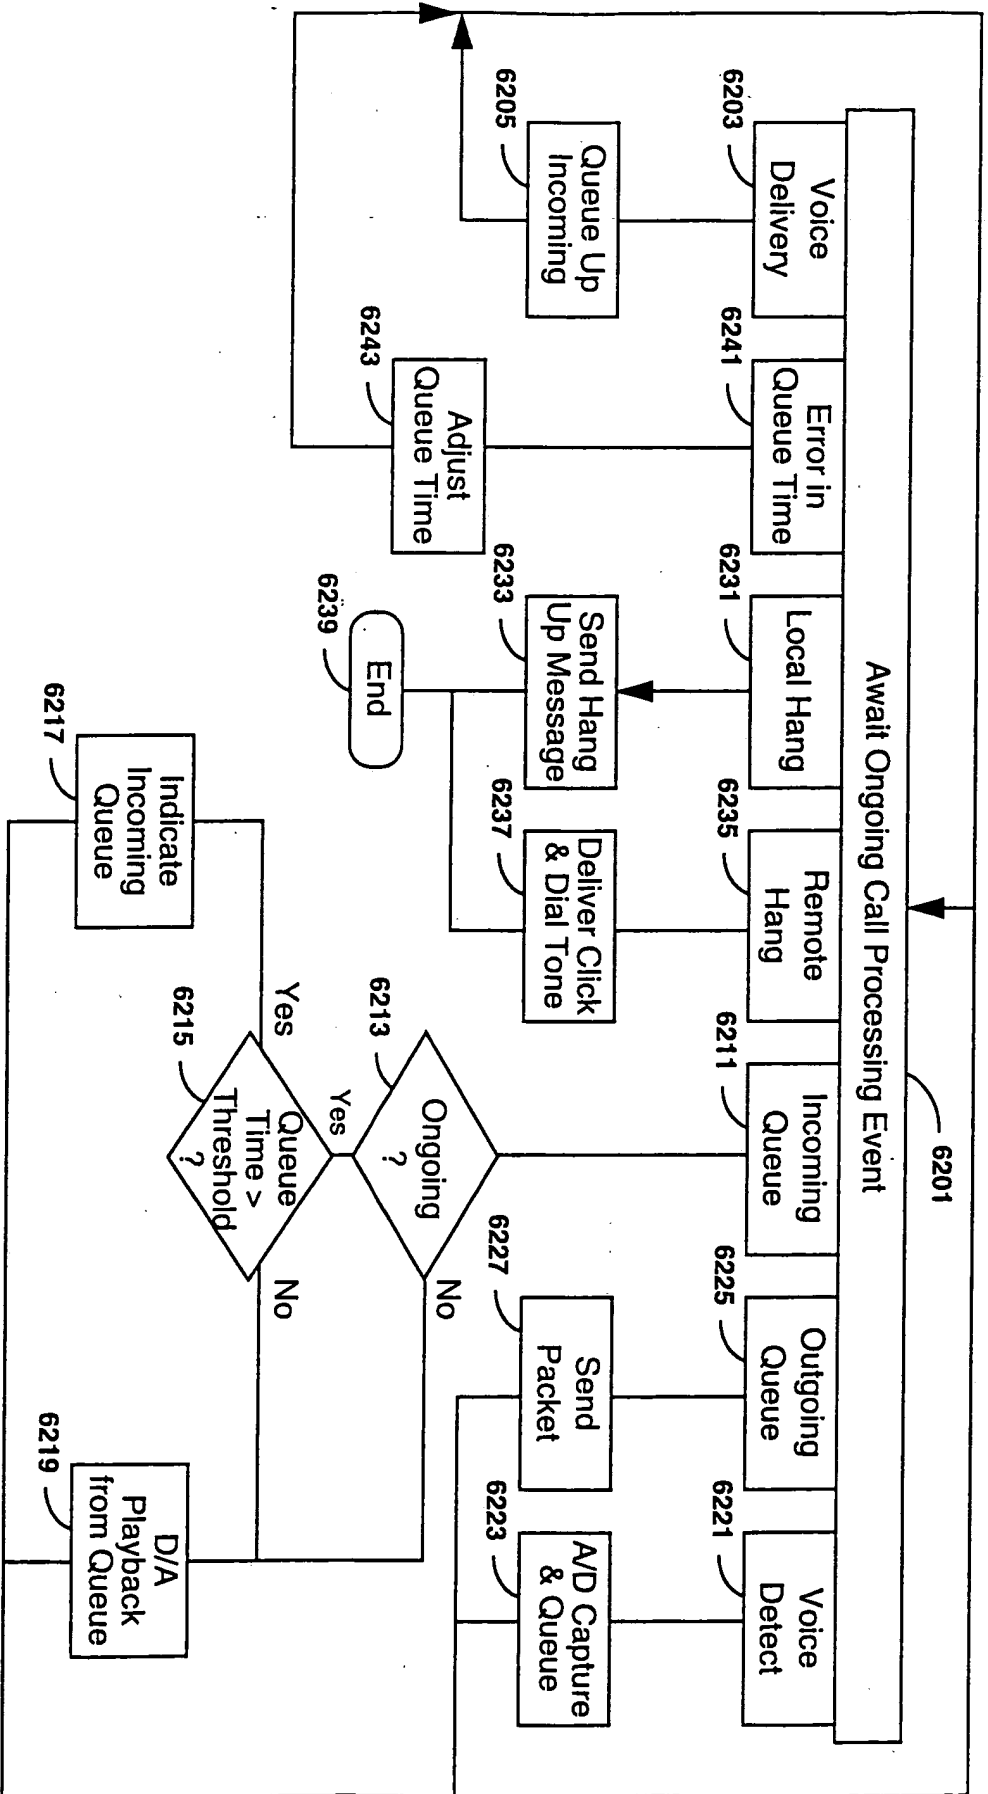 6201
Await Ongoing Call Processing Event
6203
Voice
Delivery
6241
Error in
Queue Time
6231
Local Hang
6235
Remote
Hang
6211
Incoming
Queue
6225
Outgoing
Queue
6221
Voice
Detect
6205
Queue Up
Incoming
6243
Adjust
Queue Time
6233
Send Hang
Up Message
6237
Deliver Click
& Dial Tone
6239
End
6213
Ongoing
?
No
Yes
6227
Send
Packet
6223
A/D Capture
& Queue
6215
Queue
Time >
Threshold
?
Yes
No
6217
Indicate
Incoming
Queue
6219
D/A
Playback
from Queue